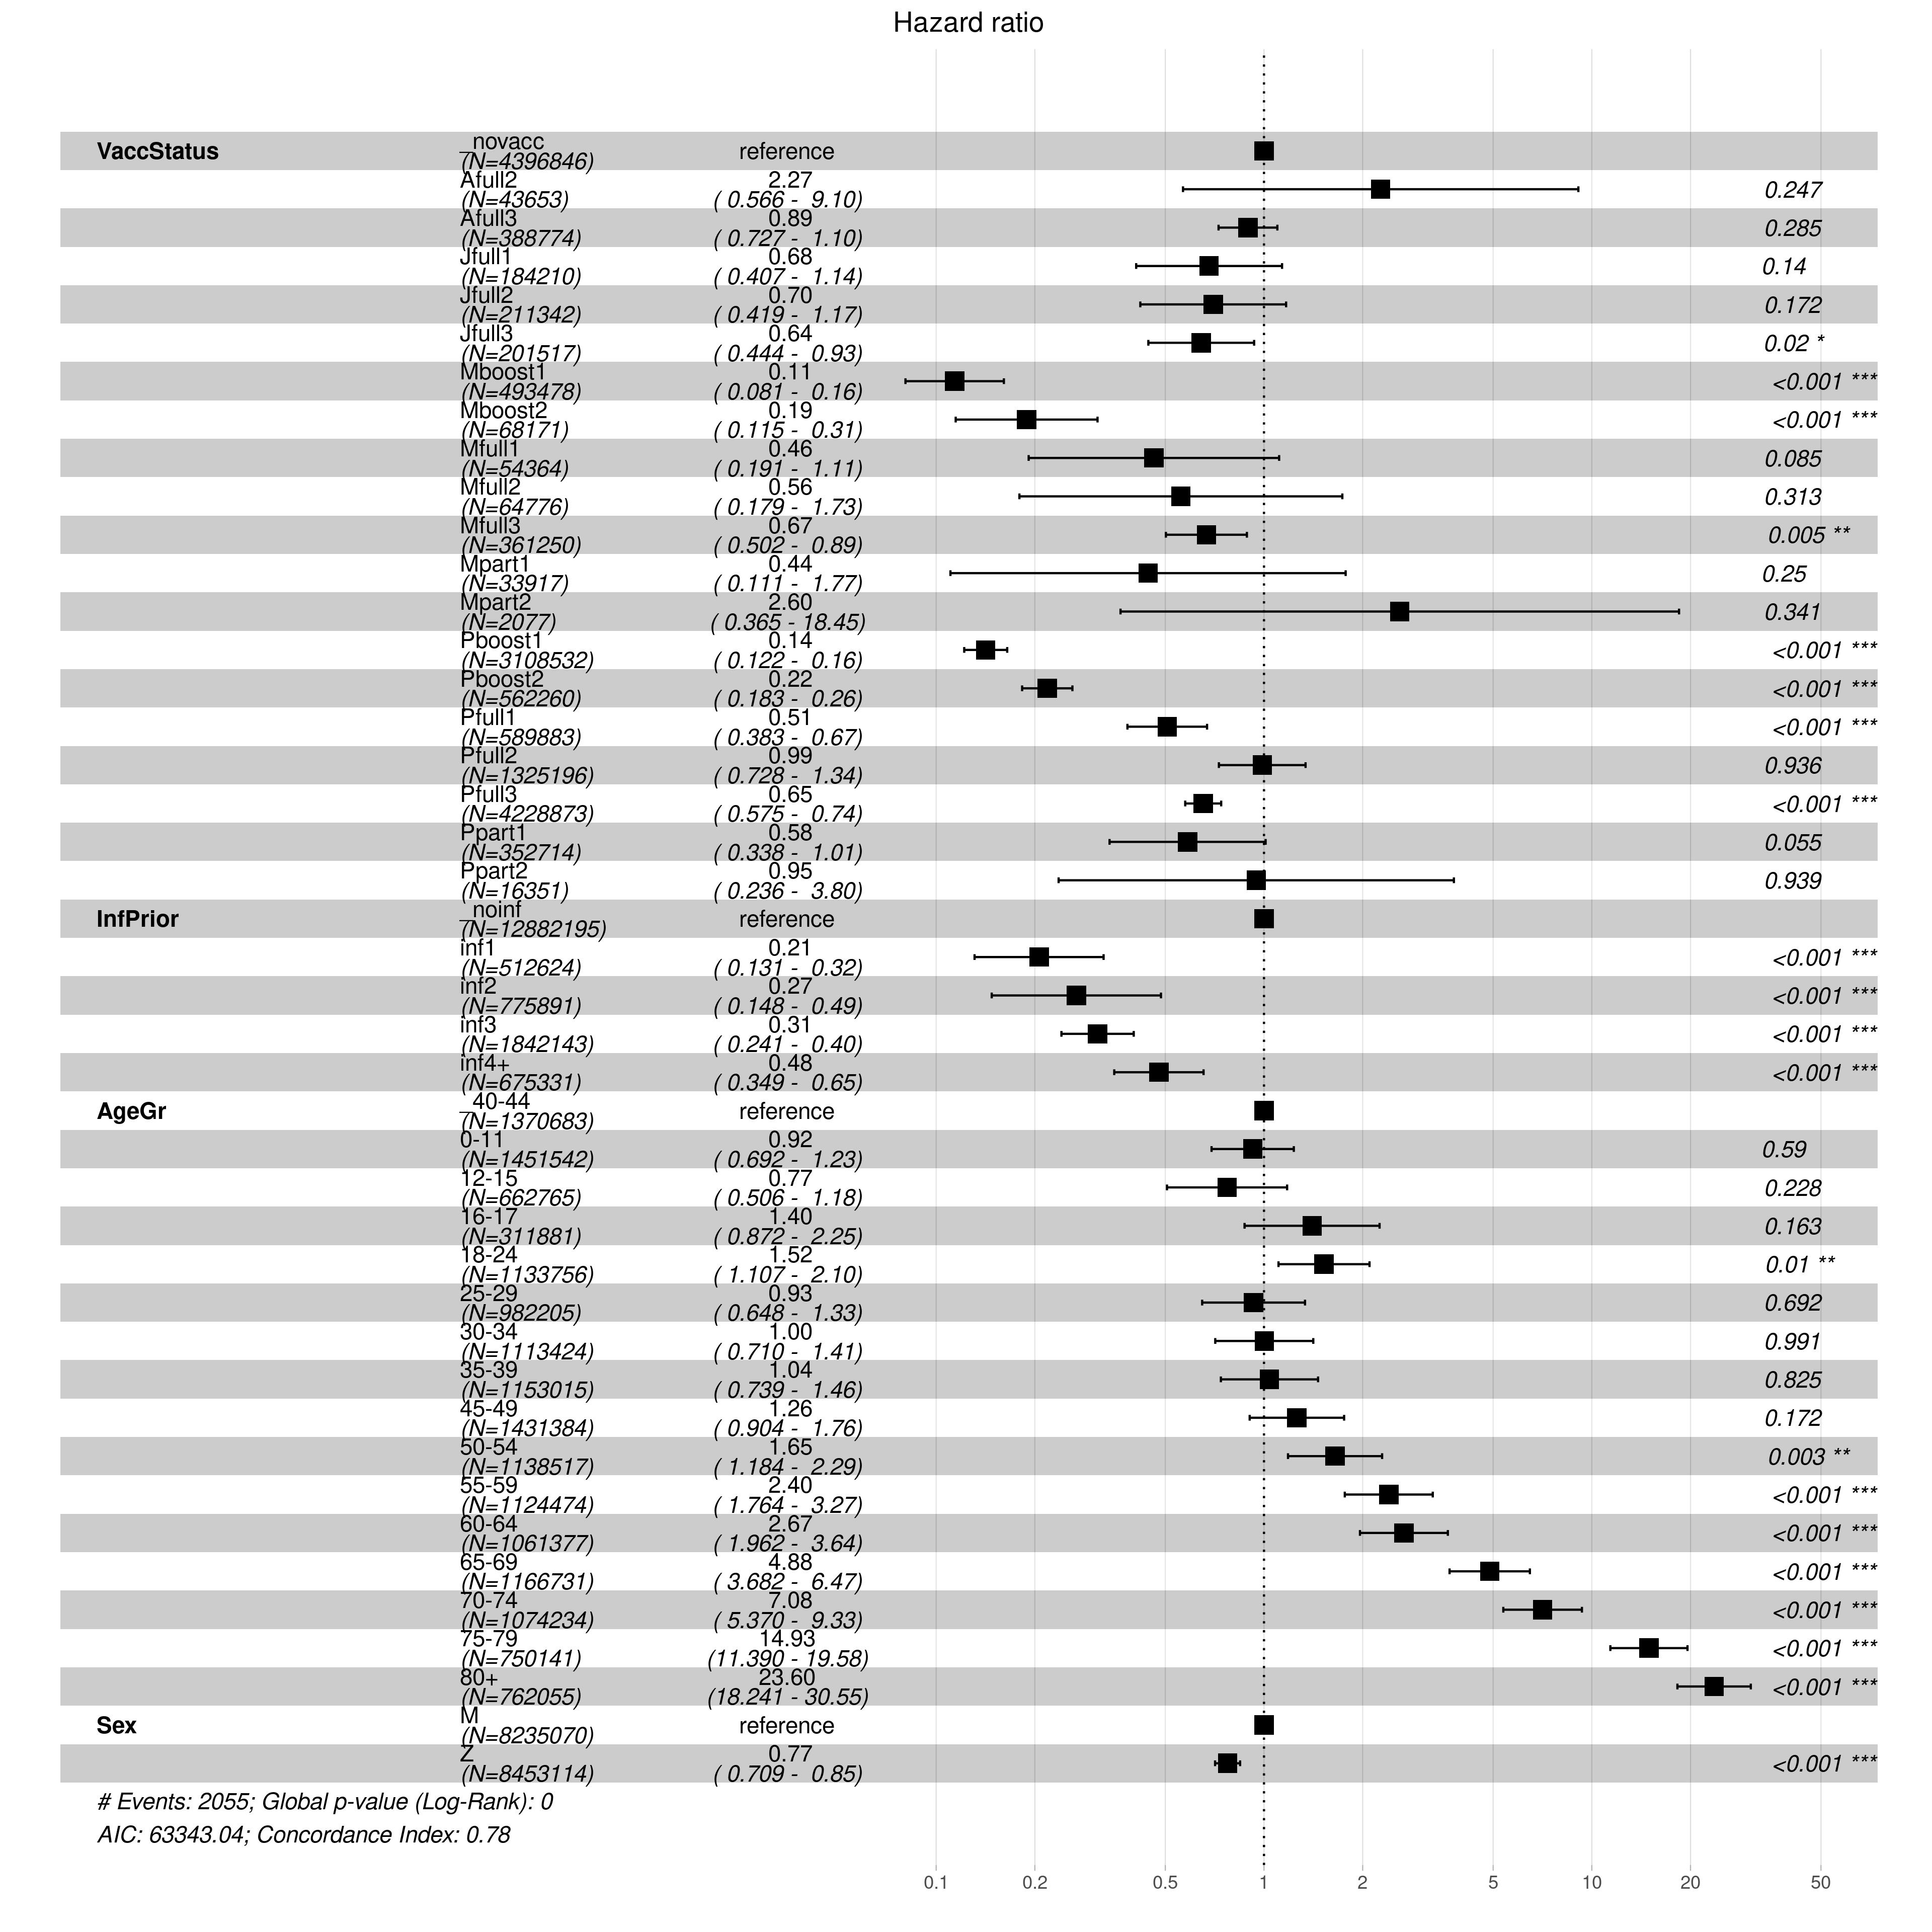 Hazard ratio
VaccStatus _novacc (N=4396846) reference
Afull2 (N=43653) 2.27 ( 0.566 - 9.10) 0.247
Afull3 (N=388774) 0.89 ( 0.727 - 1.10) 0.285
Jfull1 (N=184210) 0.68 ( 0.407 - 1.14) 0.14
Jfull2 (N=211342) 0.70 ( 0.419 - 1.17) 0.172
Jfull3 (N=201517) 0.64 ( 0.444 - 0.93) 0.02 *
Mboost1 (N=493478) 0.11 ( 0.081 - 0.16) <0.001 ***
Mboost2 (N=68171) 0.19 ( 0.115 - 0.31) <0.001 ***
Mfull1 (N=54364) 0.46 ( 0.191 - 1.11) 0.085
Mfull2 (N=64776) 0.56 ( 0.179 - 1.73) 0.313
Mfull3 (N=361250) 0.67 ( 0.502 - 0.89) 0.005 **
Mpart1 (N=33917) 0.44 ( 0.111 - 1.77) 0.25
Mpart2 (N=2077) 2.60 ( 0.365 - 18.45) 0.341
Pboost1 (N=3108532) 0.14 ( 0.122 - 0.16) <0.001 ***
Pboost2 (N=562260) 0.22 ( 0.183 - 0.26) <0.001 ***
Pfull1 (N=589883) 0.51 ( 0.383 - 0.67) <0.001 ***
Pfull2 (N=1325196) 0.99 ( 0.728 - 1.34) 0.936
Pfull3 (N=4228873) 0.65 ( 0.575 - 0.74) <0.001 ***
Ppart1 (N=352714) 0.58 ( 0.338 - 1.01) 0.055
Ppart2 (N=16351) 0.95 ( 0.236 - 3.80) 0.939
InfPrior _noinf (N=12882195) reference
inf1 (N=512624) 0.21 ( 0.131 - 0.32) <0.001 ***
inf2 (N=775891) 0.27 ( 0.148 - 0.49) <0.001 ***
inf3 (N=1842143) 0.31 ( 0.241 - 0.40) <0.001 ***
inf4+ (N=675331) 0.48 ( 0.349 - 0.65) <0.001 ***
AgeGr _40-44 (N=1370683) reference
0-11 (N=1451542) 0.92 ( 0.692 - 1.23) 0.59
12-15 (N=662765) 0.77 ( 0.506 - 1.18) 0.228
16-17 (N=311881) 1.40 ( 0.872 - 2.25) 0.163
18-24 (N=1133756) 1.52 ( 1.107 - 2.10) 0.01 **
25-29 (N=982205) 0.93 ( 0.648 - 1.33) 0.692
30-34 (N=1113424) 1.00 ( 0.710 - 1.41) 0.991
35-39 (N=1153015) 1.04 ( 0.739 - 1.46) 0.825
45-49 (N=1431384) 1.26 ( 0.904 - 1.76) 0.172
50-54 (N=1138517) 1.65 ( 1.184 - 2.29) 0.003 **
55-59 (N=1124474) 2.40 ( 1.764 - 3.27) <0.001 ***
60-64 (N=1061377) 2.67 ( 1.962 - 3.64) <0.001 ***
65-69 (N=1166731) 4.88 ( 3.682 - 6.47) <0.001 ***
70-74 (N=1074234) 7.08 ( 5.370 - 9.33) <0.001 ***
75-79 (N=750141) 14.93 (11.390 - 19.58) <0.001 ***
80+ (N=762055) 23.60 (18.241 - 30.55) <0.001 ***
Sex M (N=8235070) reference
Z (N=8453114) 0.77 ( 0.709 - 0.85) <0.001 ***
# Events: 2055; Global p-value (Log-Rank): 0
AIC: 63343.04; Concordance Index: 0.78
0.1 0.2 0.5 1 2 5 10 20 50